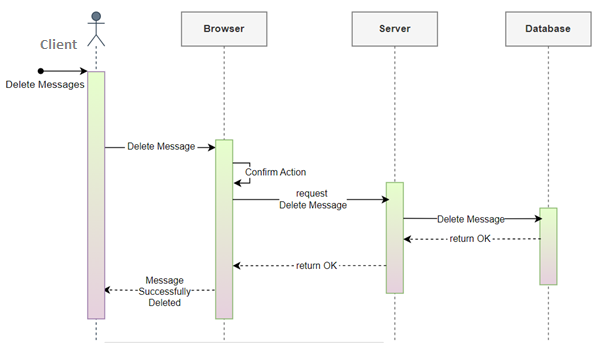 Browser
Server
Database
Client
Delete Messages
Delete Message
Confirm Action
request
Delete Message
Delete Message
return OK
return OK
Message
Successfully
Deleted